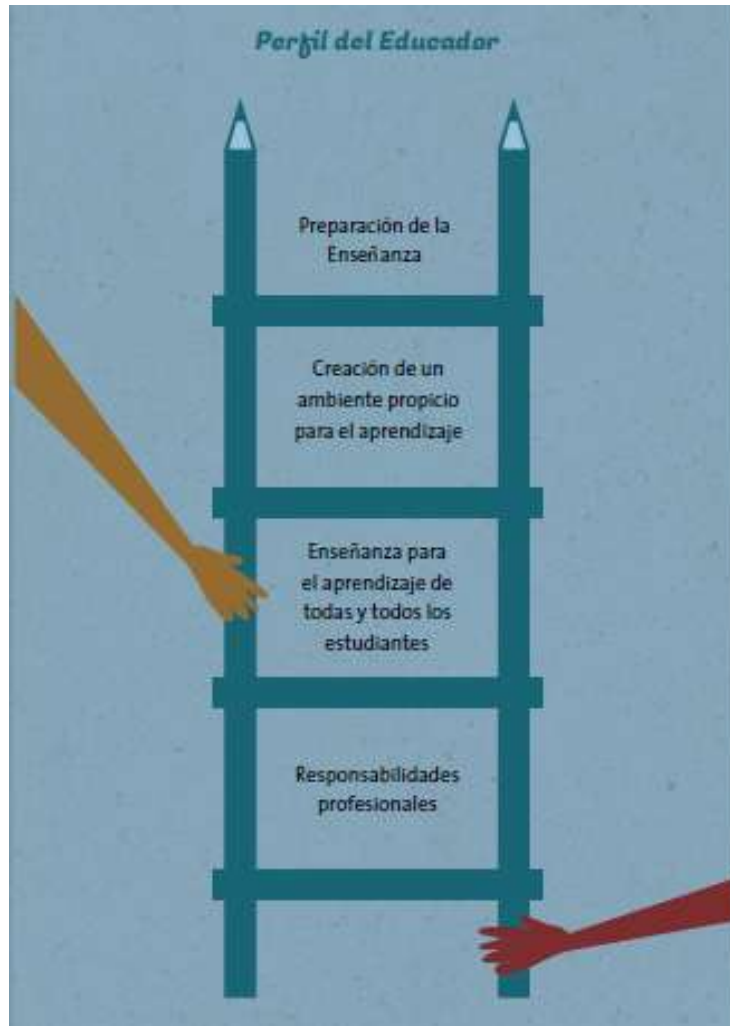 Perfil del Educador
Preparación de la
Enseñanza
Creación de un
ambiente propicio
para el aprendizaje
Enseñanza para
el aprendizaje de
todas y todos los
estudiantes
Responsabilidades
profesionales